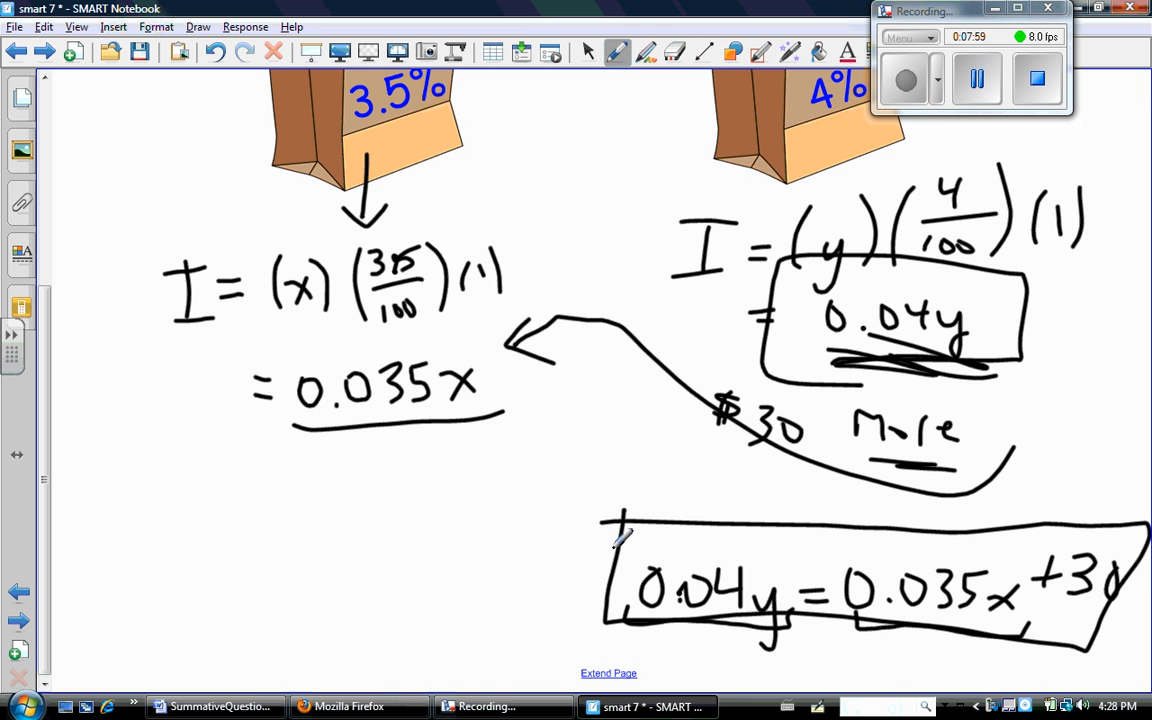 smart 7 * - SMART Notebook
File Edit View Insert Format Draw Response Help
Recording...
Menu 0:07:59 8.0 fps
3.5%
4%
I = (x) (3.5/100) (1)
= 0.035x
I = (y) (4/100) (1)
= 0.04y
$30 More
0.04y = 0.035x + 30
Extend Page
SummativeQuestio... Mozilla Firefox Recording... smart 7 * - SMART ... 4:28 PM